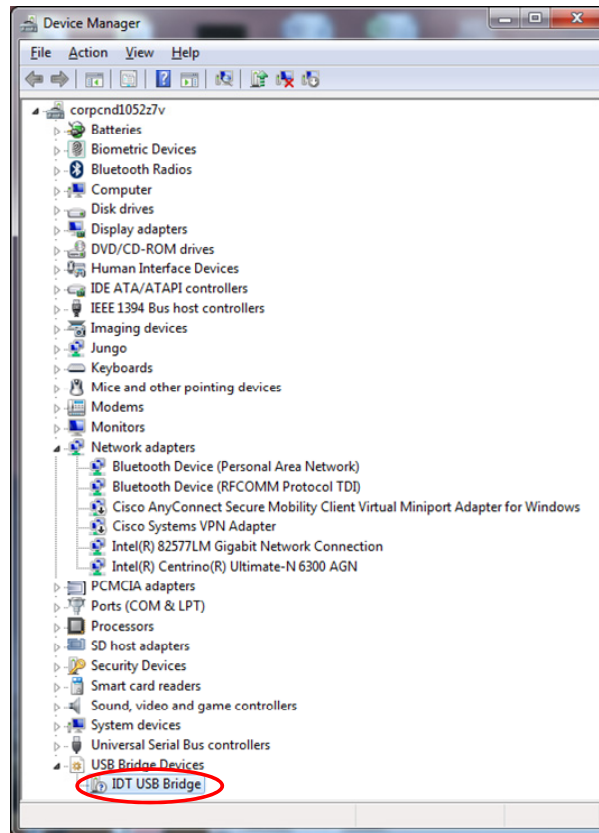 Device Manager
File Action View Help
corpcnd1052z7v
Batteries
Biometric Devices
Bluetooth Radios
Computer
Disk drives
Display adapters
DVD/CD-ROM drives
Human Interface Devices
IDE ATA/ATAPI controllers
IEEE 1394 Bus host controllers
Imaging devices
Jungo
Keyboards
Mice and other pointing devices
Modems
Monitors
Network adapters
Bluetooth Device (Personal Area Network)
Bluetooth Device (RFCOMM Protocol TDI)
Cisco AnyConnect Secure Mobility Client Virtual Miniport Adapter for Windows
Cisco Systems VPN Adapter
Intel(R) 82577LM Gigabit Network Connection
Intel(R) Centrino(R) Ultimate-N 6300 AGN
PCMCIA adapters
Ports (COM & LPT)
Processors
SD host adapters
Security Devices
Smart card readers
Sound, video and game controllers
System devices
Universal Serial Bus controllers
USB Bridge Devices
IDT USB Bridge